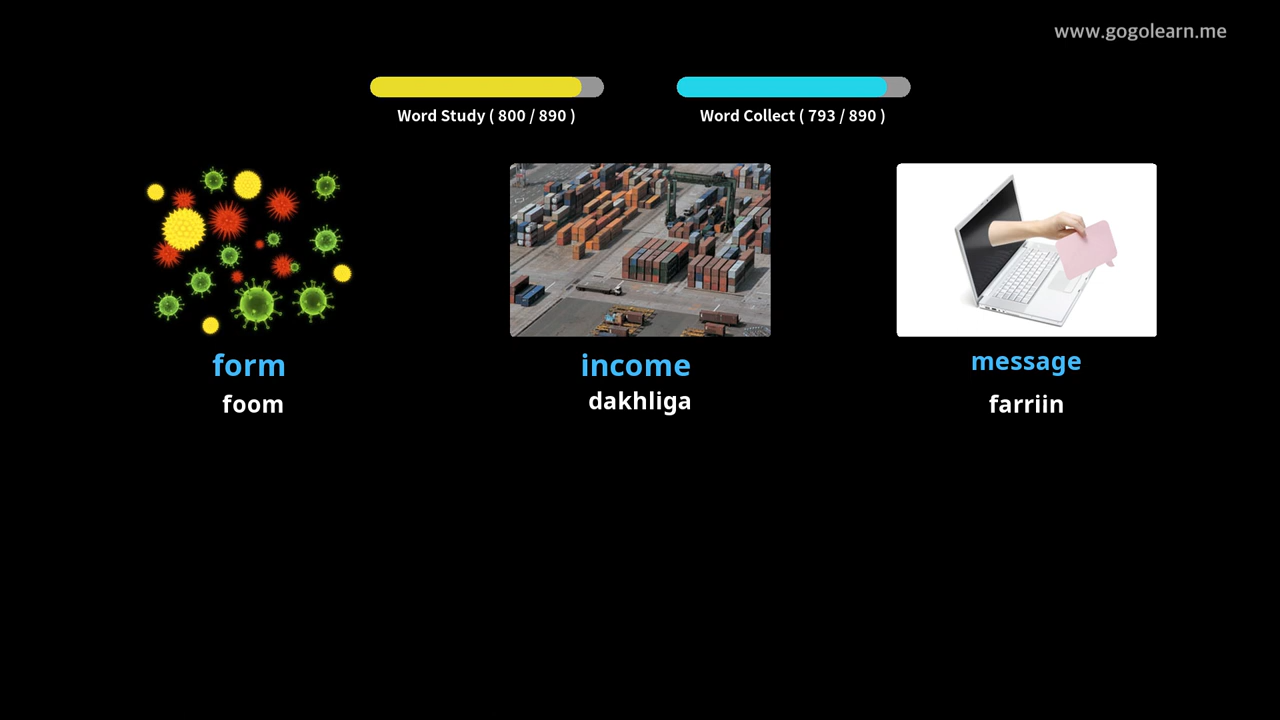 www.gogolearn.me
Word Study ( 800 / 890 )
Word Collect ( 793 / 890 )
form
foom
income
dakhliga
message
farriin